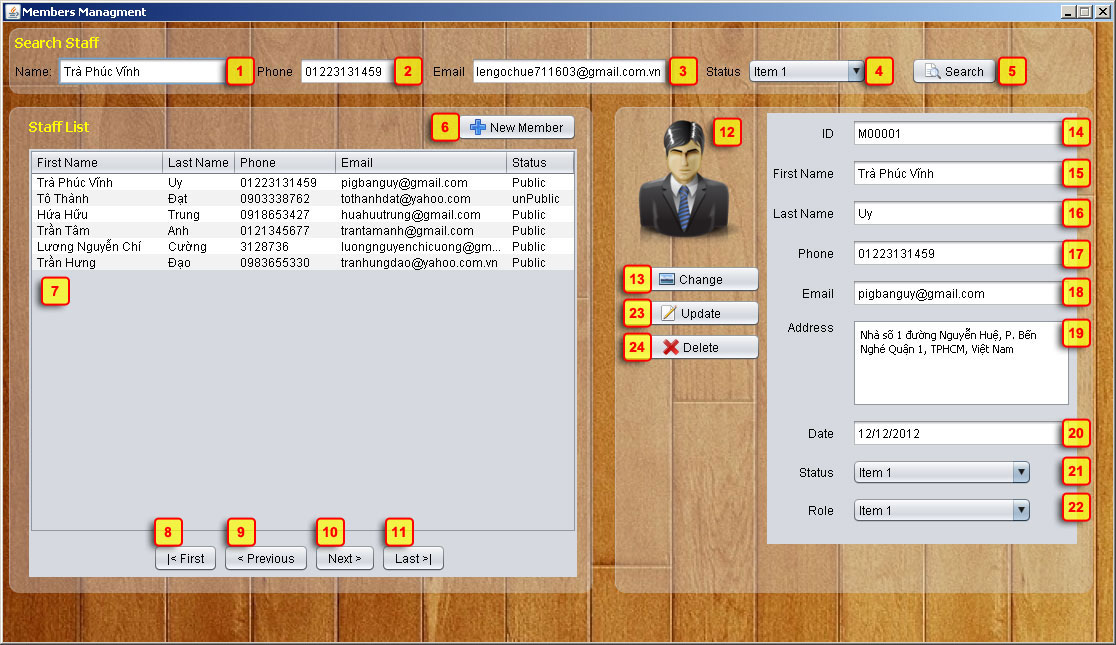 Members Managment
Search Staff
Name: Trà Phúc Vĩnh 1 Phone 01223131459 2 Email lengochue711603@gmail.com.vn 3 Status Item 1 4 Search 5
Staff List 6 New Member
First Name Last Name Phone Email Status
Trà Phúc Vĩnh Uy 01223131459 pigbanguy@gmail.com Public
Tô Thành Đạt 0903338762 tothanhdat@yahoo.com unPublic
Hứa Hữu Trung 0918653427 huahuutrung@gmail.com Public
Trần Tâm Anh 0121345677 trantamanh@gmail.com Public
Lương Nguyễn Chí Cường 3128736 luongnguyenchicuong@gm... Public
Trần Hưng Đạo 0983655330 tranhungdao@yahoo.com.vn Public
7
8 9 10 11
|< First < Previous Next > Last >|
12
13 Change
23 Update
24 Delete
ID M00001 14
First Name Trà Phúc Vĩnh 15
Last Name Uy 16
Phone 01223131459 17
Email pigbanguy@gmail.com 18
Address Nhà số 1 đường Nguyễn Huệ, P. Bến 19
Nghé Quận 1, TPHCM, Việt Nam
Date 12/12/2012 20
Status Item 1 21
Role Item 1 22